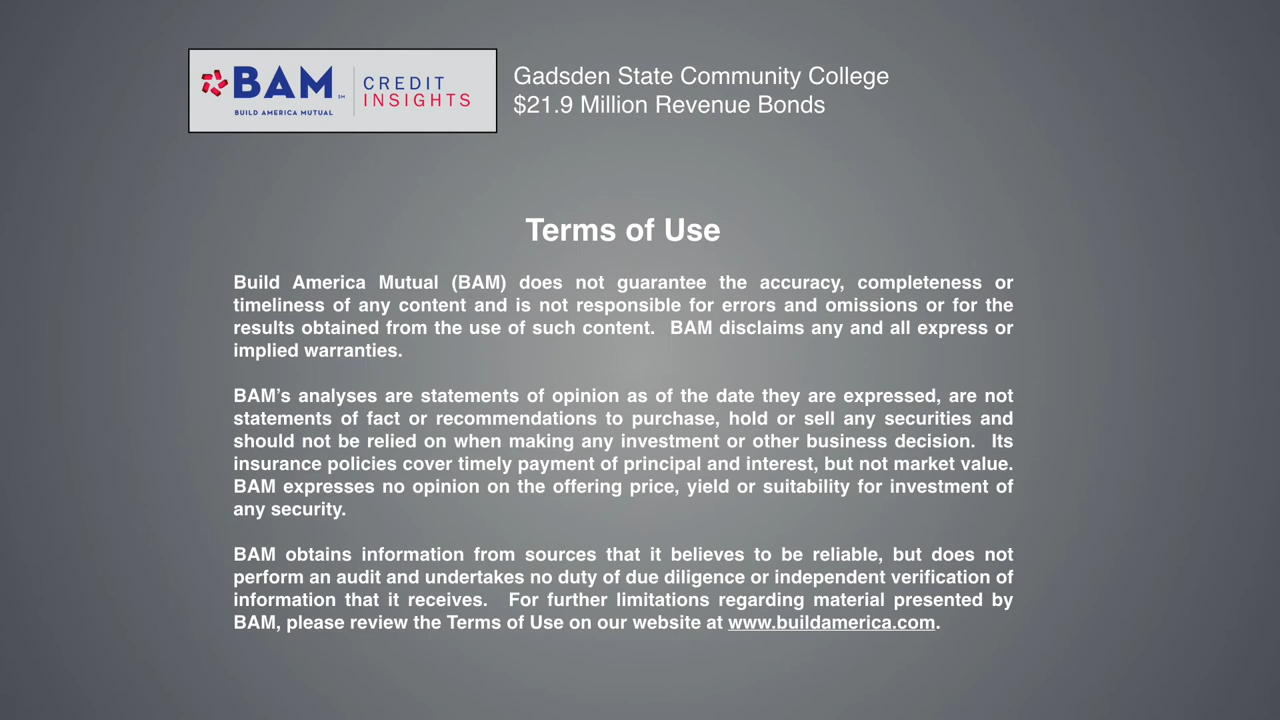 BAM SM
BUILD AMERICA MUTUAL
CREDIT
INSIGHTS
Gadsden State Community College
$21.9 Million Revenue Bonds
Terms of Use
Build America Mutual (BAM) does not guarantee the accuracy, completeness or
timeliness of any content and is not responsible for errors and omissions or for the
results obtained from the use of such content.  BAM disclaims any and all express or
implied warranties.
BAM’s analyses are statements of opinion as of the date they are expressed, are not
statements of fact or recommendations to purchase, hold or sell any securities and
should not be relied on when making any investment or other business decision.  Its
insurance policies cover timely payment of principal and interest, but not market value.
BAM expresses no opinion on the offering price, yield or suitability for investment of
any security.
BAM obtains information from sources that it believes to be reliable, but does not
perform an audit and undertakes no duty of due diligence or independent verification of
information that it receives.  For further limitations regarding material presented by
BAM, please review the Terms of Use on our website at www.buildamerica.com.